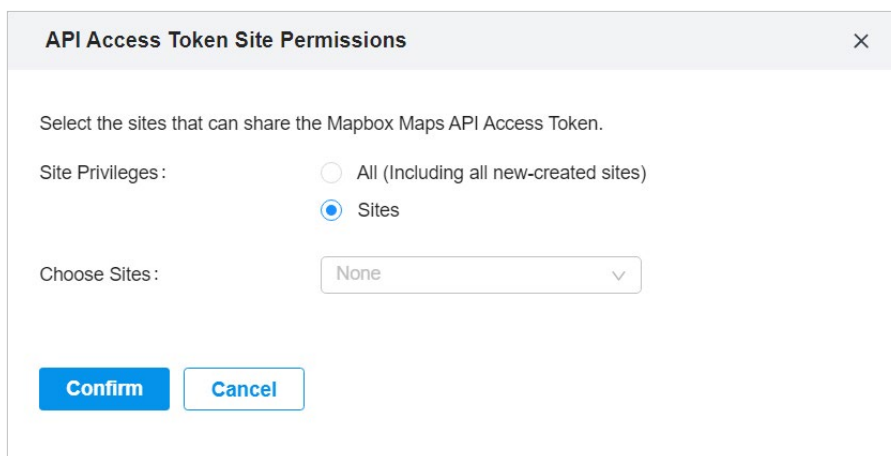 API Access Token Site Permissions
Select the sites that can share the Mapbox Maps API Access Token.
Site Privileges:
All (Including all new-created sites)
Sites
Choose Sites:
None
Confirm
Cancel